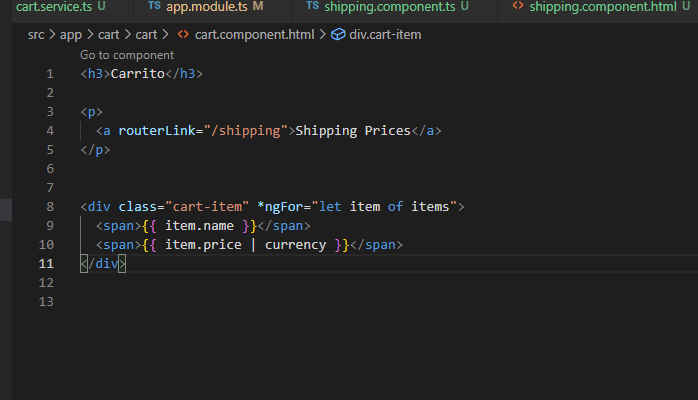 cart.service.ts U TS app.module.ts M TS shipping.component.ts U <> shipping.component.html U
src > app > cart > cart > <> cart.component.html > div.cart-item
Go to component
1 <h3>Carrito</h3>
2
3 <p>
4 <a routerLink="/shipping">Shipping Prices</a>
5 </p>
6
7
8 <div class="cart-item" *ngFor="let item of items">
9 <span>{{ item.name }}</span>
10 <span>{{ item.price | currency }}</span>
11 </div>
12
13